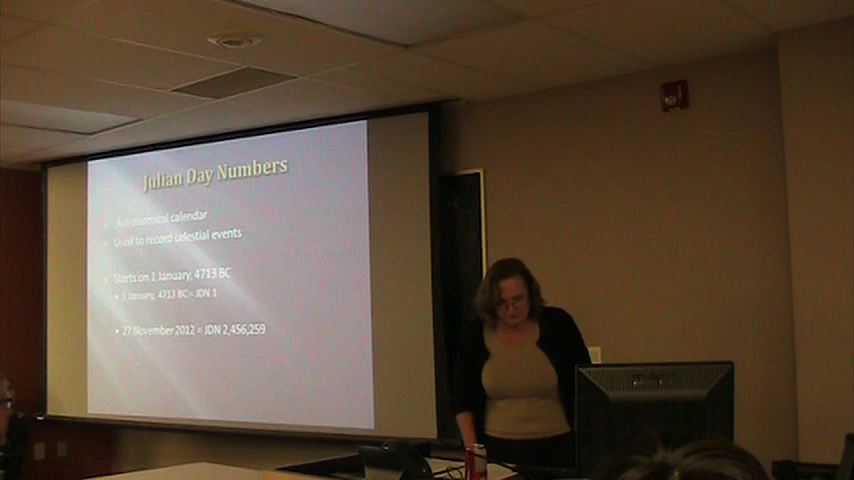 Julian Day Numbers
Astronomical calendar
Used to record celestial events
Starts on 1 January, 4713 BC
1 January, 4713 BC = JDN 1
27 November 2012 = JDN 2,456,259